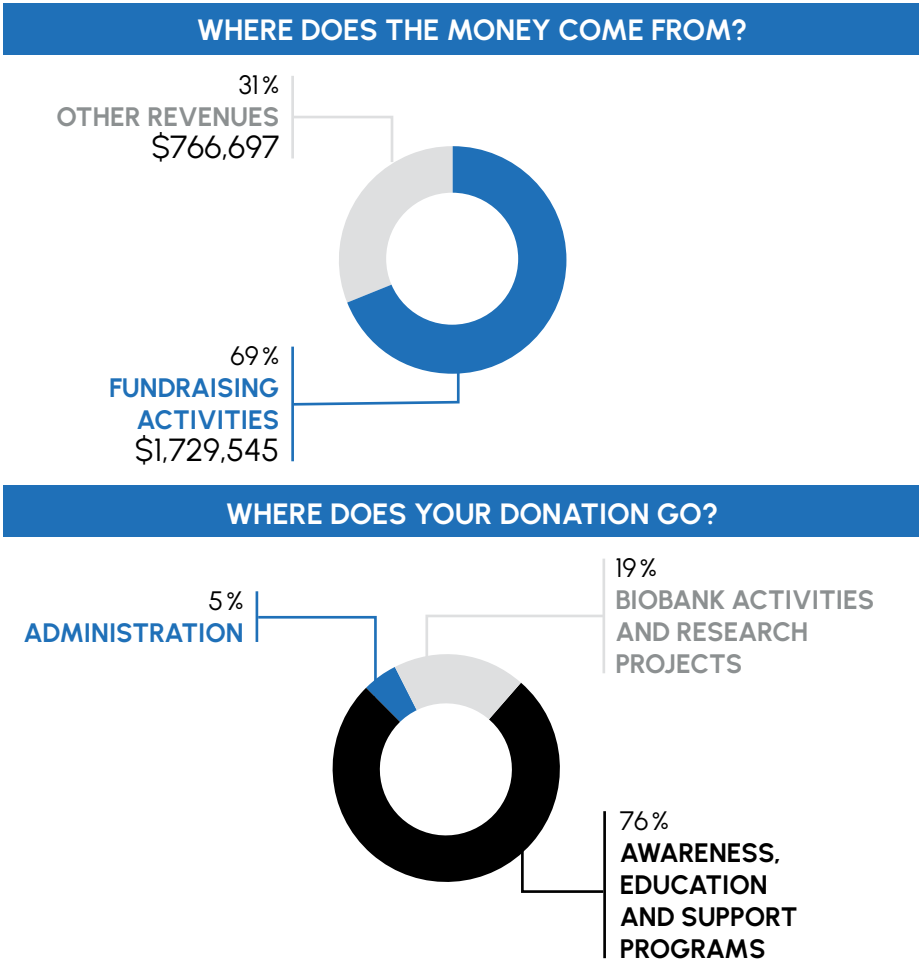 WHERE DOES THE MONEY COME FROM?
31%
OTHER REVENUES
$766,697
69%
FUNDRAISING
ACTIVITIES
$1,729,545
WHERE DOES YOUR DONATION GO?
5%
ADMINISTRATION
19%
BIOBANK ACTIVITIES
AND RESEARCH
PROJECTS
76%
AWARENESS,
EDUCATION
AND SUPPORT
PROGRAMS